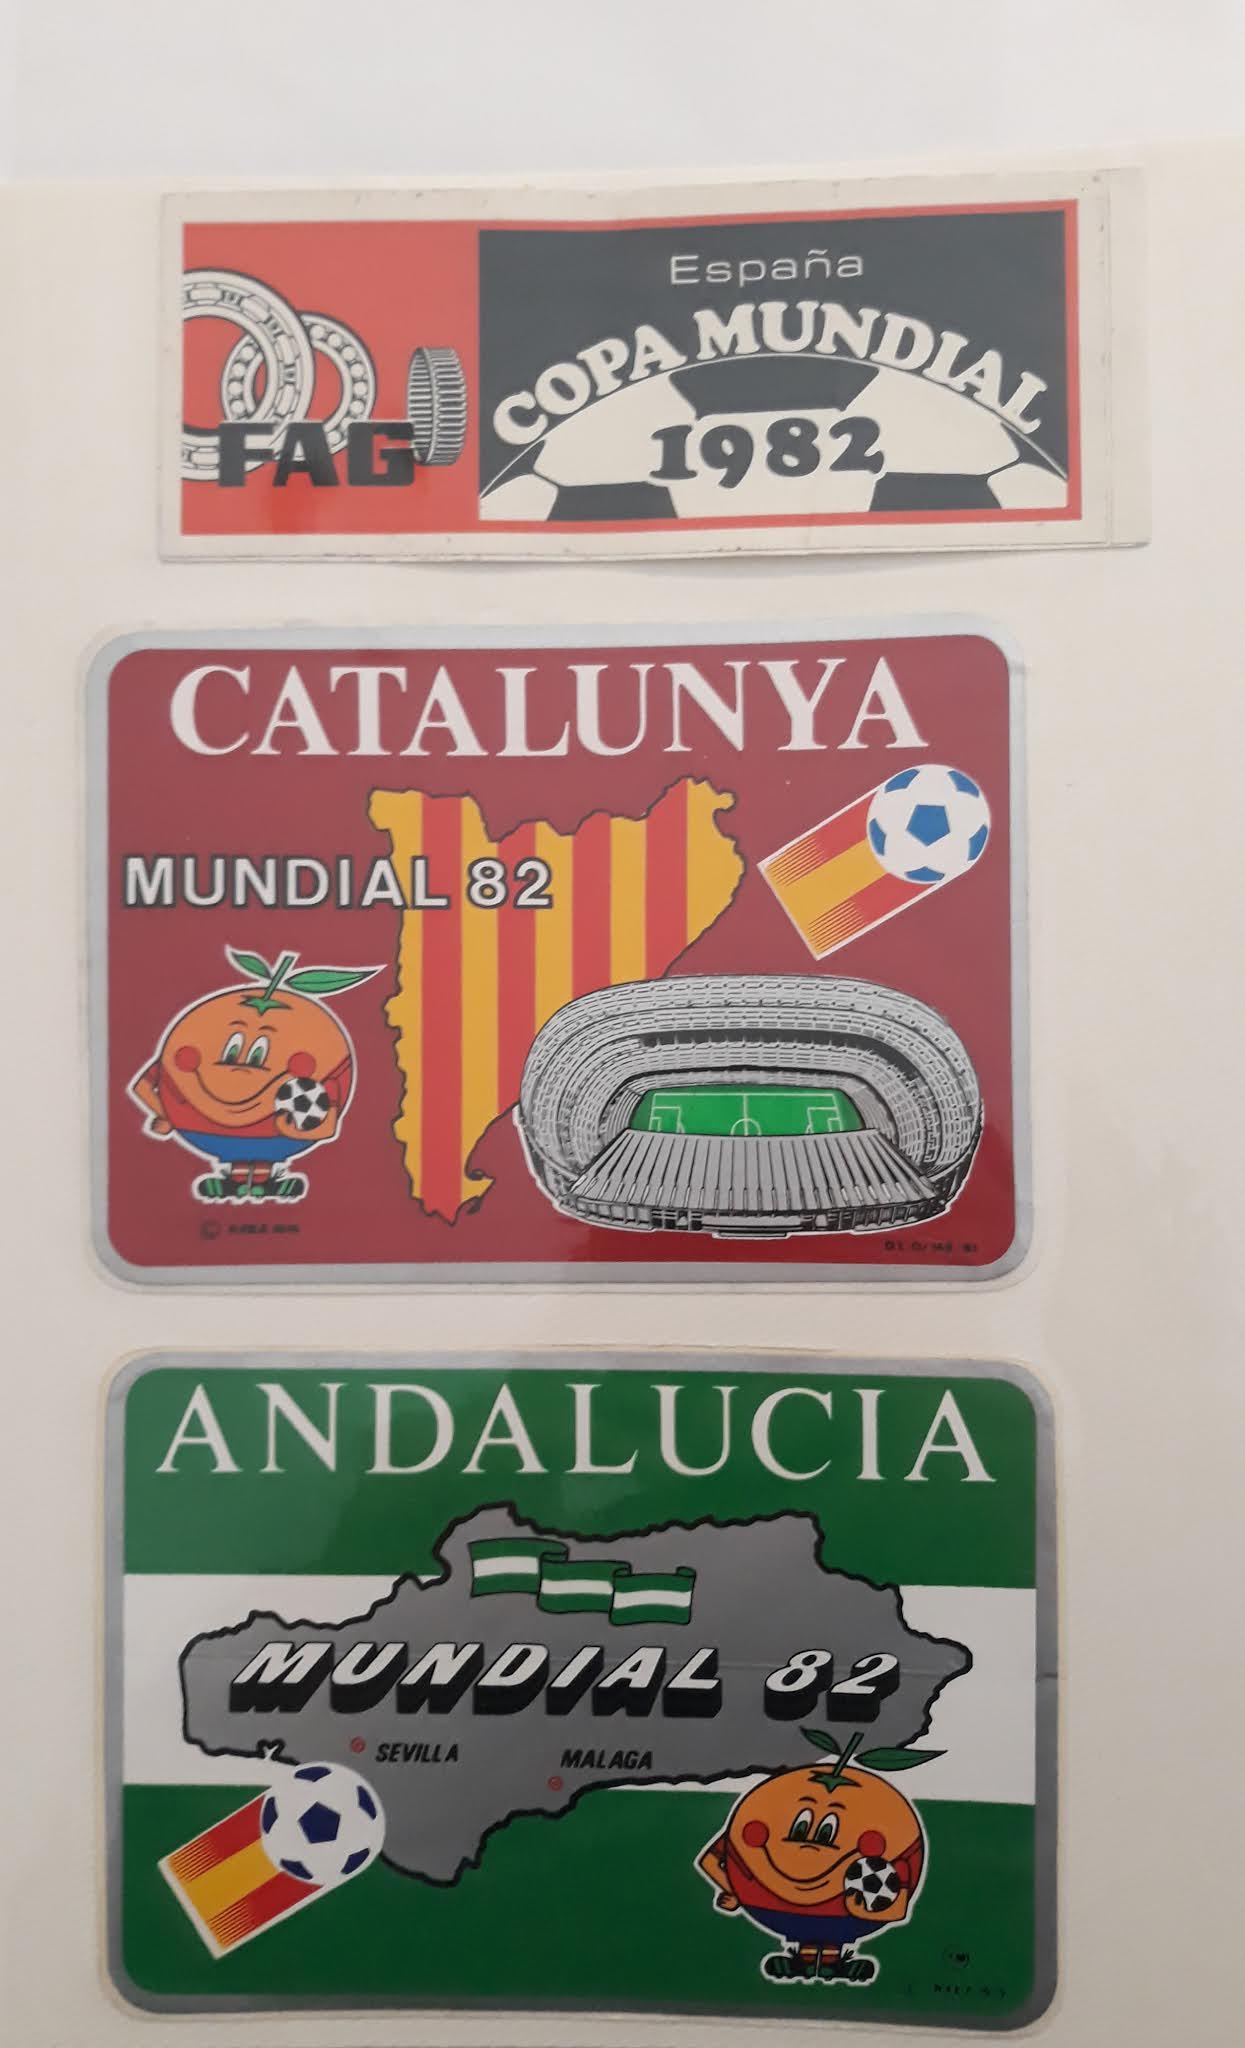 España
COPA MUNDIAL
1982
FAG
CATALUNYA
MUNDIAL 82
©
ANDALUCIA
MUNDIAL 82
SEVILLA
MALAGA